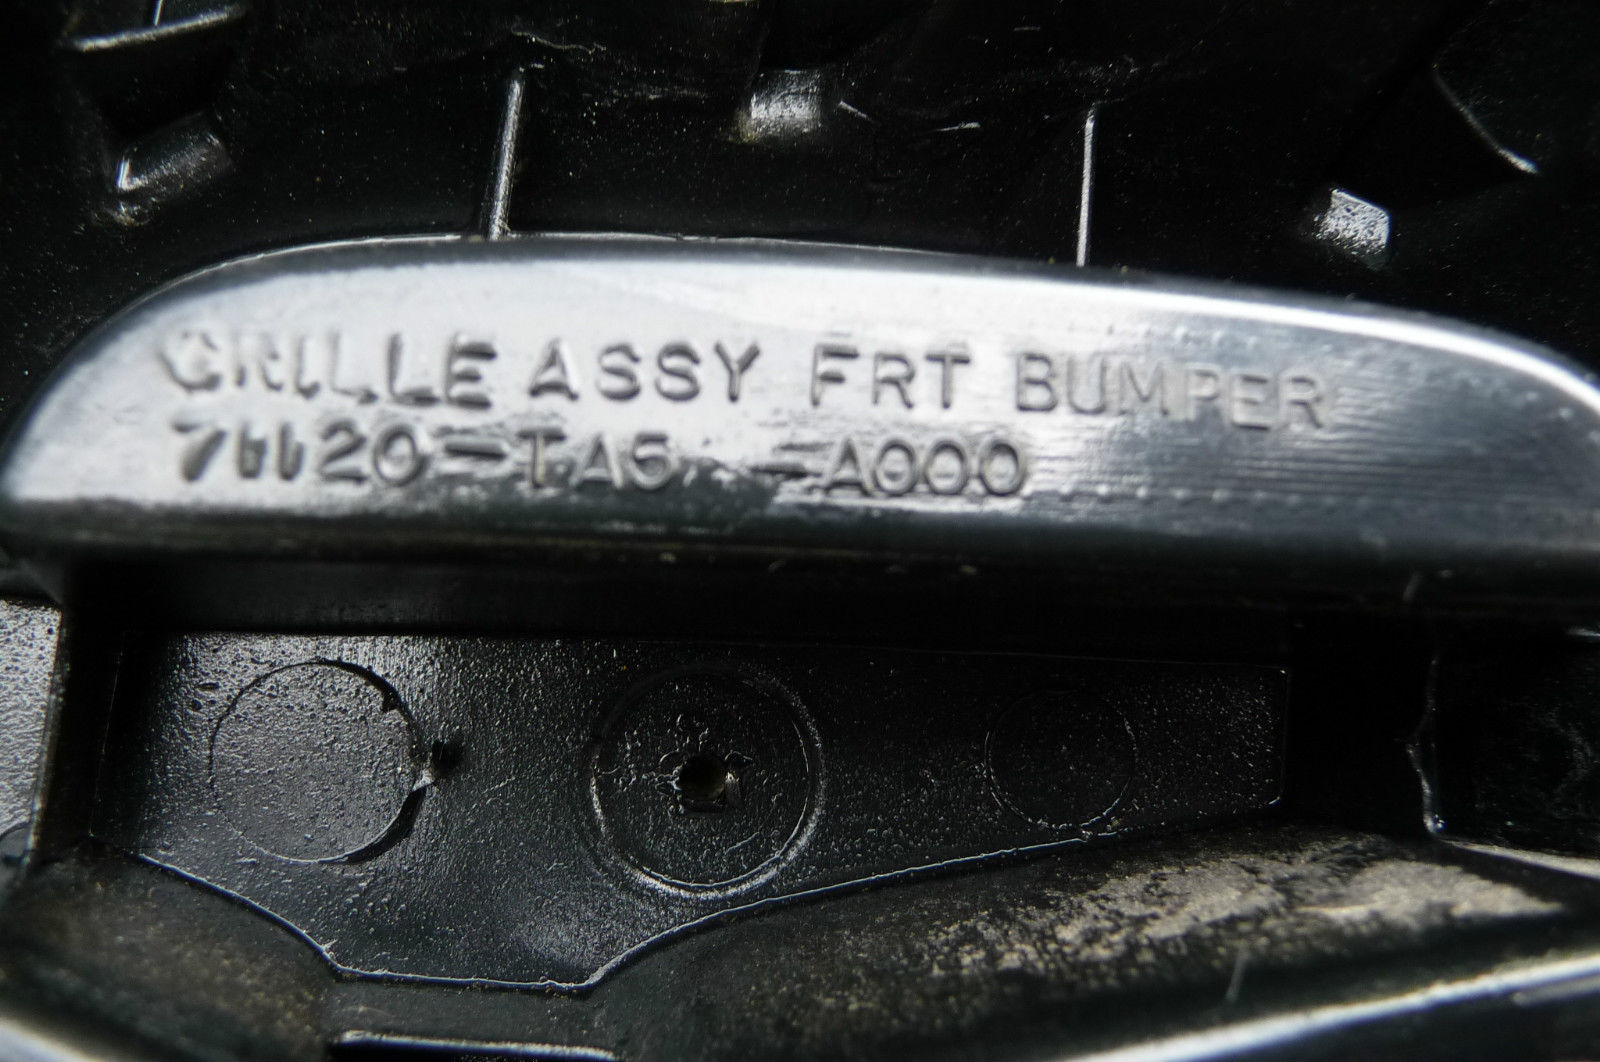 GRILLE ASSY FRT BUMPER
71120-TA5 -A000